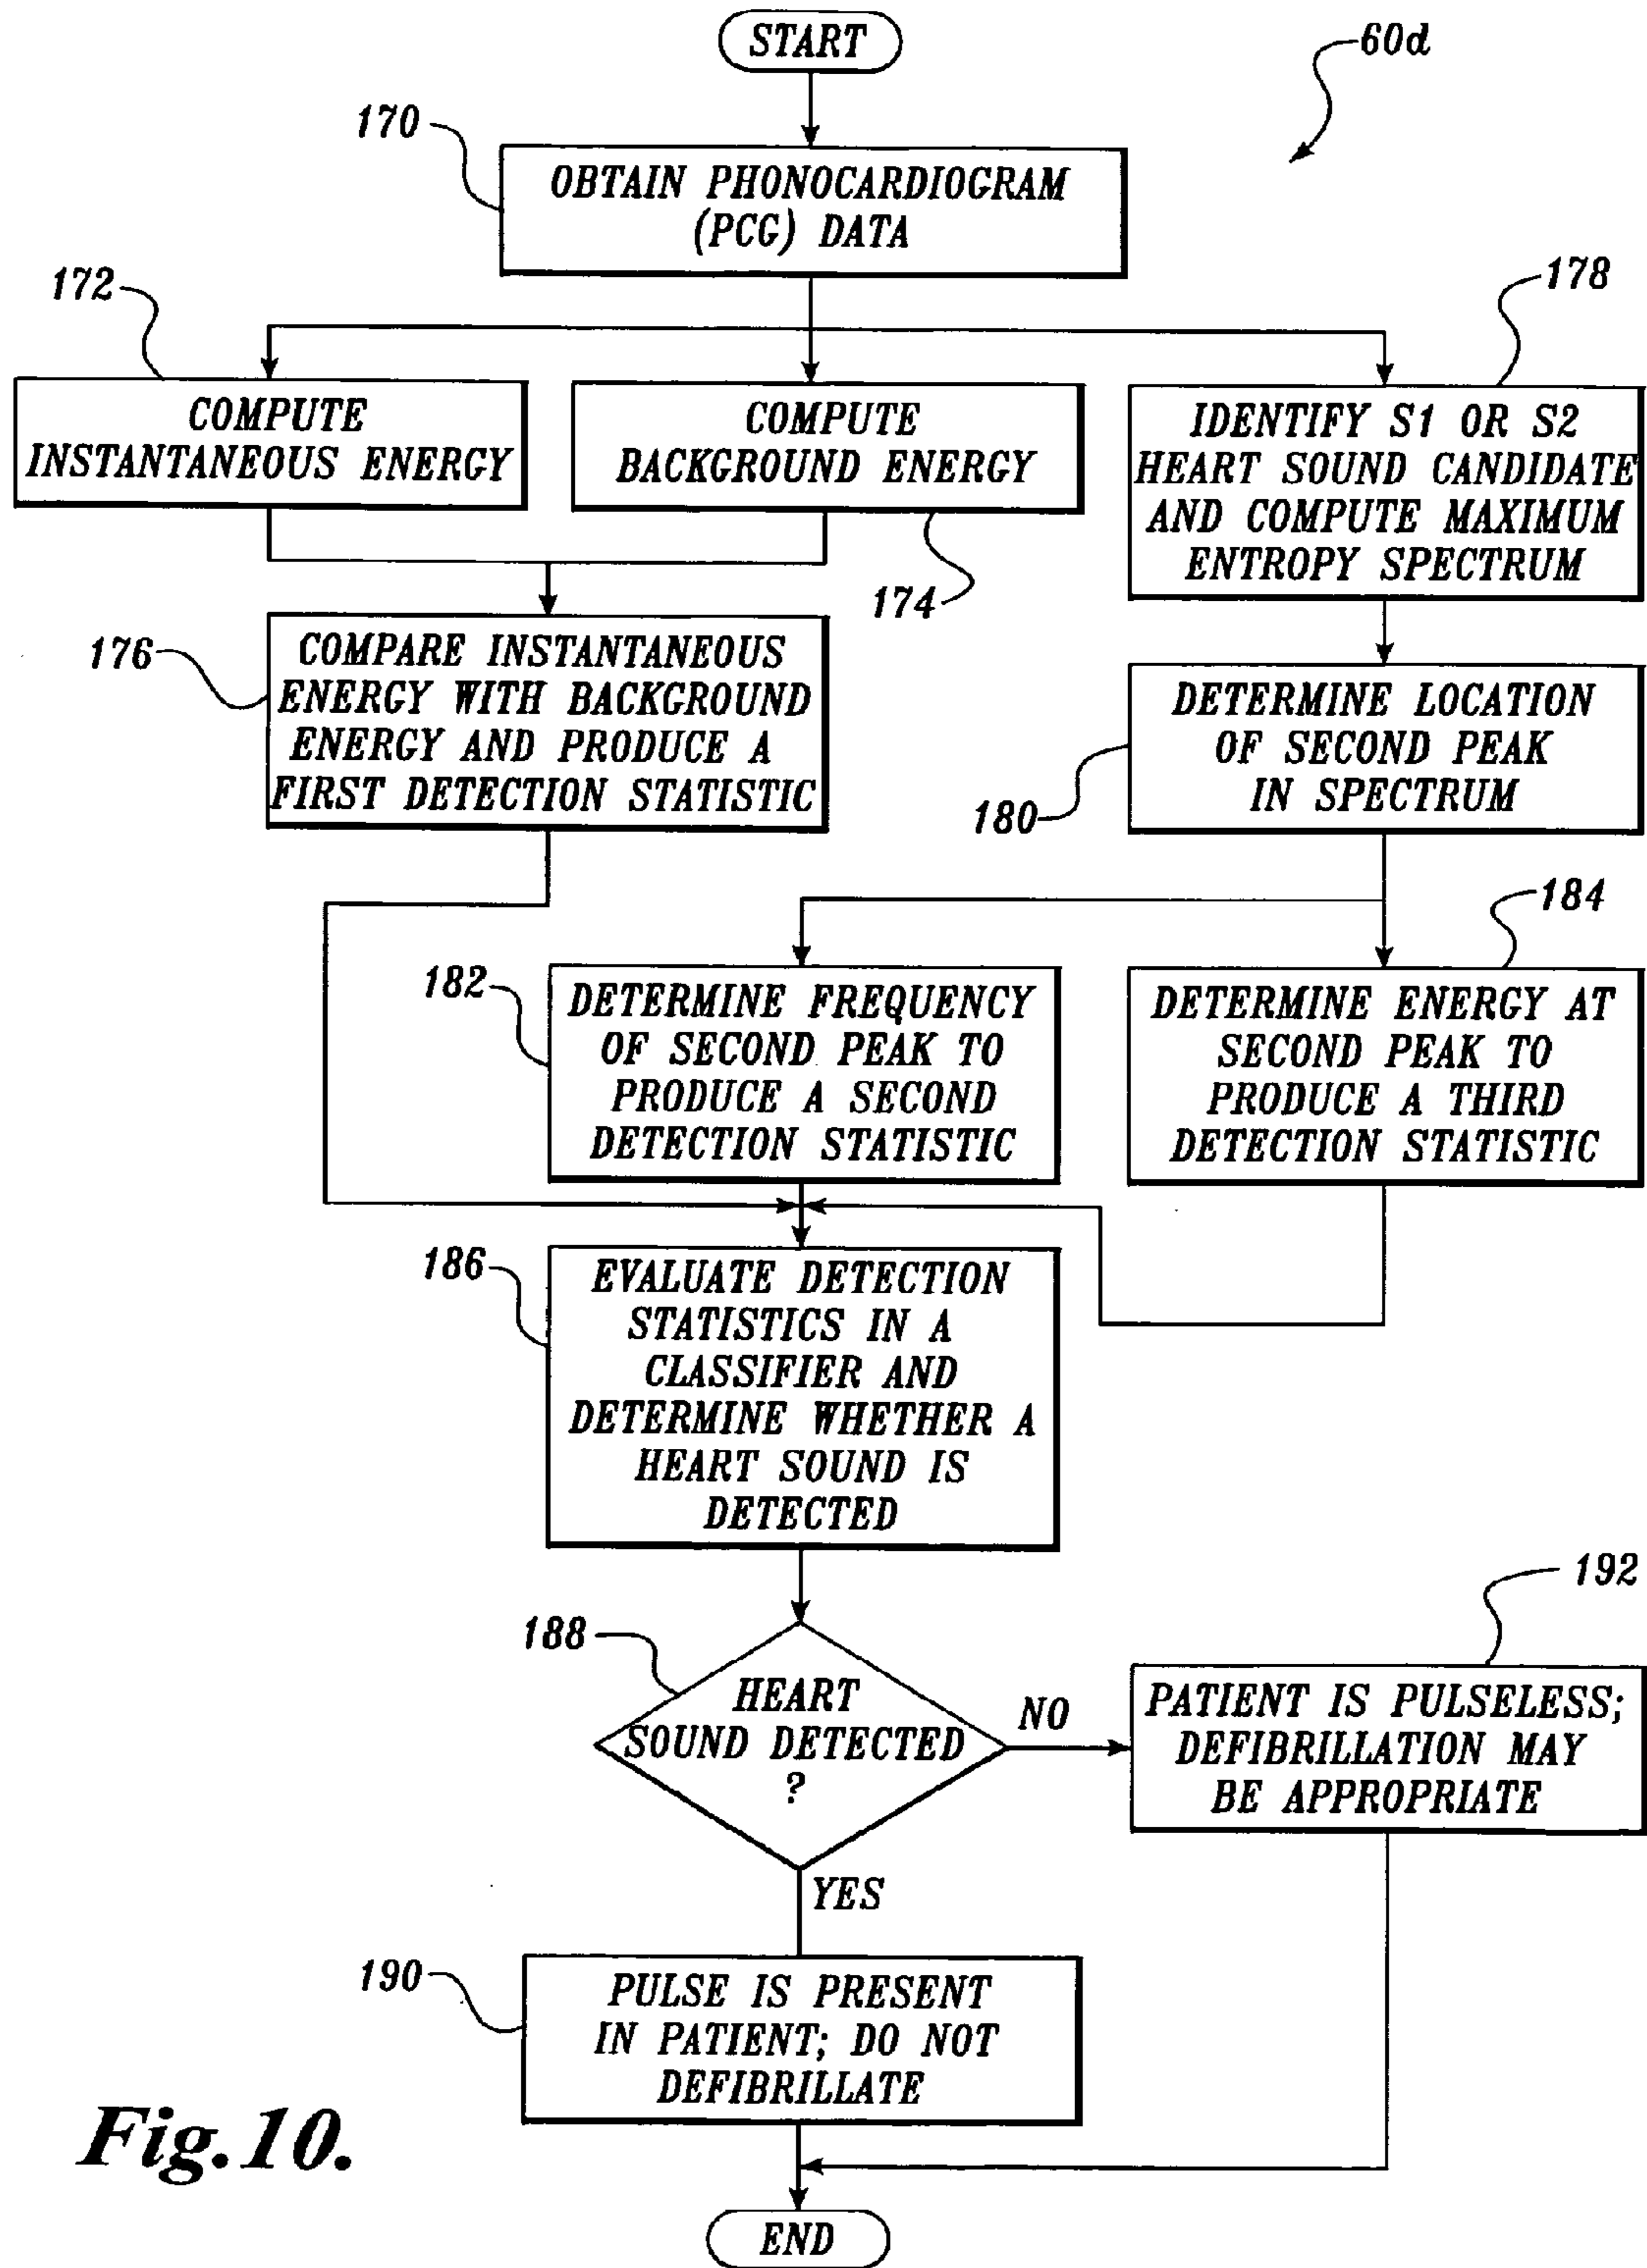 START
60d
170
OBTAIN PHONOCARDIOGRAM
(PCG) DATA
172
178
COMPUTE
INSTANTANEOUS ENERGY
COMPUTE
BACKGROUND ENERGY
174
IDENTIFY S1 OR S2
HEART SOUND CANDIDATE
AND COMPUTE MAXIMUM
ENTROPY SPECTRUM
176
COMPARE INSTANTANEOUS
ENERGY WITH BACKGROUND
ENERGY AND PRODUCE A
FIRST DETECTION STATISTIC
DETERMINE LOCATION
OF SECOND PEAK
IN SPECTRUM
180
184
182
DETERMINE FREQUENCY
OF SECOND PEAK TO
PRODUCE A SECOND
DETECTION STATISTIC
DETERMINE ENERGY AT
SECOND PEAK TO
PRODUCE A THIRD
DETECTION STATISTIC
186
EVALUATE DETECTION
STATISTICS IN A
CLASSIFIER AND
DETERMINE WHETHER A
HEART SOUND IS
DETECTED
188
HEART
SOUND DETECTED
?
NO
192
PATIENT IS PULSELESS;
DEFIBRILLATION MAY
BE APPROPRIATE
YES
190
PULSE IS PRESENT
IN PATIENT; DO NOT
DEFIBRILLATE
Fig.10.
END